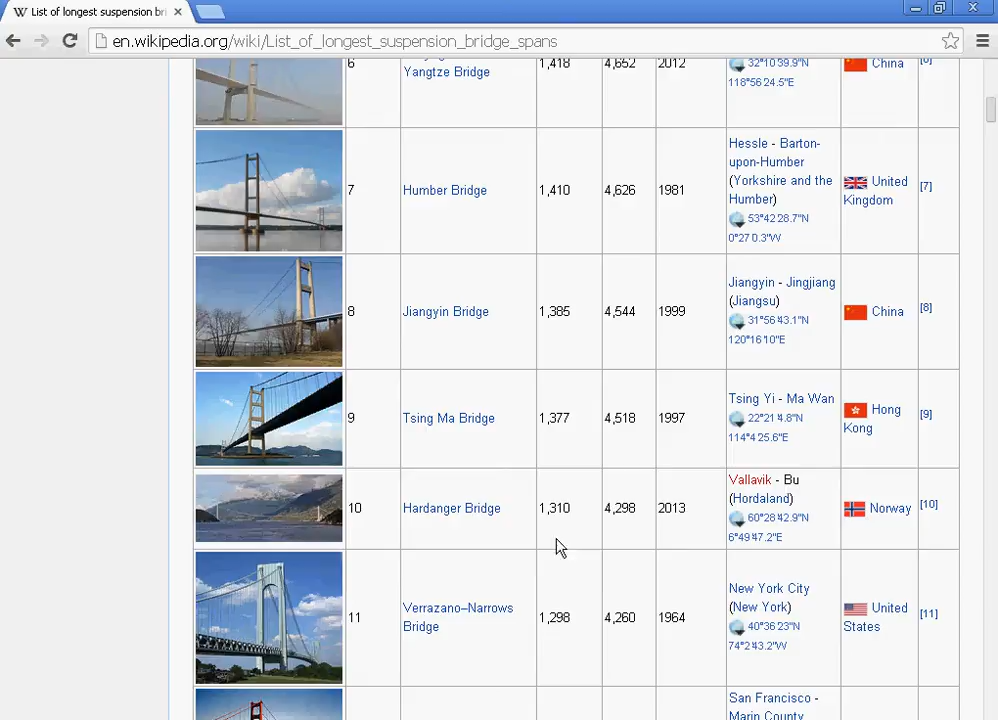 List of longest suspension bri
en.wikipedia.org/wiki/List_of_longest_suspension_bridge_spans
6
Yangtze Bridge
1,418
4,652
2012
32°10′39.9″N
118°56′24.5″E
China
[6]
7
Humber Bridge
1,410
4,626
1981
Hessle - Barton-
upon-Humber
(Yorkshire and the
Humber)
53°42′28.7″N
0°27′0.3″W
United
Kingdom
[7]
8
Jiangyin Bridge
1,385
4,544
1999
Jiangyin - Jingjiang
(Jiangsu)
31°56′43.1″N
120°16′10″E
China
[8]
9
Tsing Ma Bridge
1,377
4,518
1997
Tsing Yi - Ma Wan
22°21′4.8″N
114°4′25.6″E
Hong
Kong
[9]
10
Hardanger Bridge
1,310
4,298
2013
Vallavik - Bu
(Hordaland)
60°28′42.9″N
6°49′47.2″E
Norway
[10]
11
Verrazano–Narrows
Bridge
1,298
4,260
1964
New York City
(New York)
40°36′23″N
74°2′43.2″W
United
States
[11]
San Francisco -
Marin County